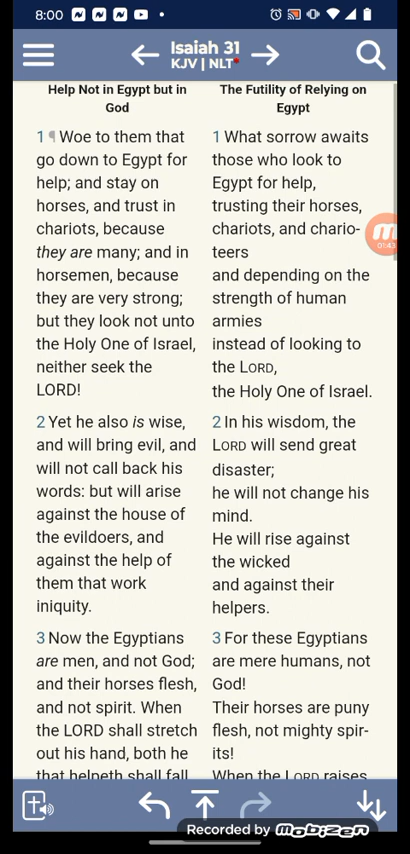 8:00
Isaiah 31
KJV | NLT
Help Not in Egypt but in
God
1 ¶ Woe to them that
go down to Egypt for
help; and stay on
horses, and trust in
chariots, because
they are many; and in
horsemen, because
they are very strong;
but they look not unto
the Holy One of Israel,
neither seek the
LORD!
2 Yet he also is wise,
and will bring evil, and
will not call back his
words: but will arise
against the house of
the evildoers, and
against the help of
them that work
iniquity.
3 Now the Egyptians
are men, and not God;
and their horses flesh,
and not spirit. When
the LORD shall stretch
out his hand, both he
that helpeth shall fall
The Futility of Relying on
Egypt
1 What sorrow awaits
those who look to
Egypt for help,
trusting their horses,
chariots, and chario-
teers
and depending on the
strength of human
armies
instead of looking to
the LORD,
the Holy One of Israel.
2 In his wisdom, the
LORD will send great
disaster;
he will not change his
mind.
He will rise against
the wicked
and against their
helpers.
3 For these Egyptians
are mere humans, not
God!
Their horses are puny
flesh, not mighty spir-
its!
When the LORD raises
01:43
Recorded by Mobizen